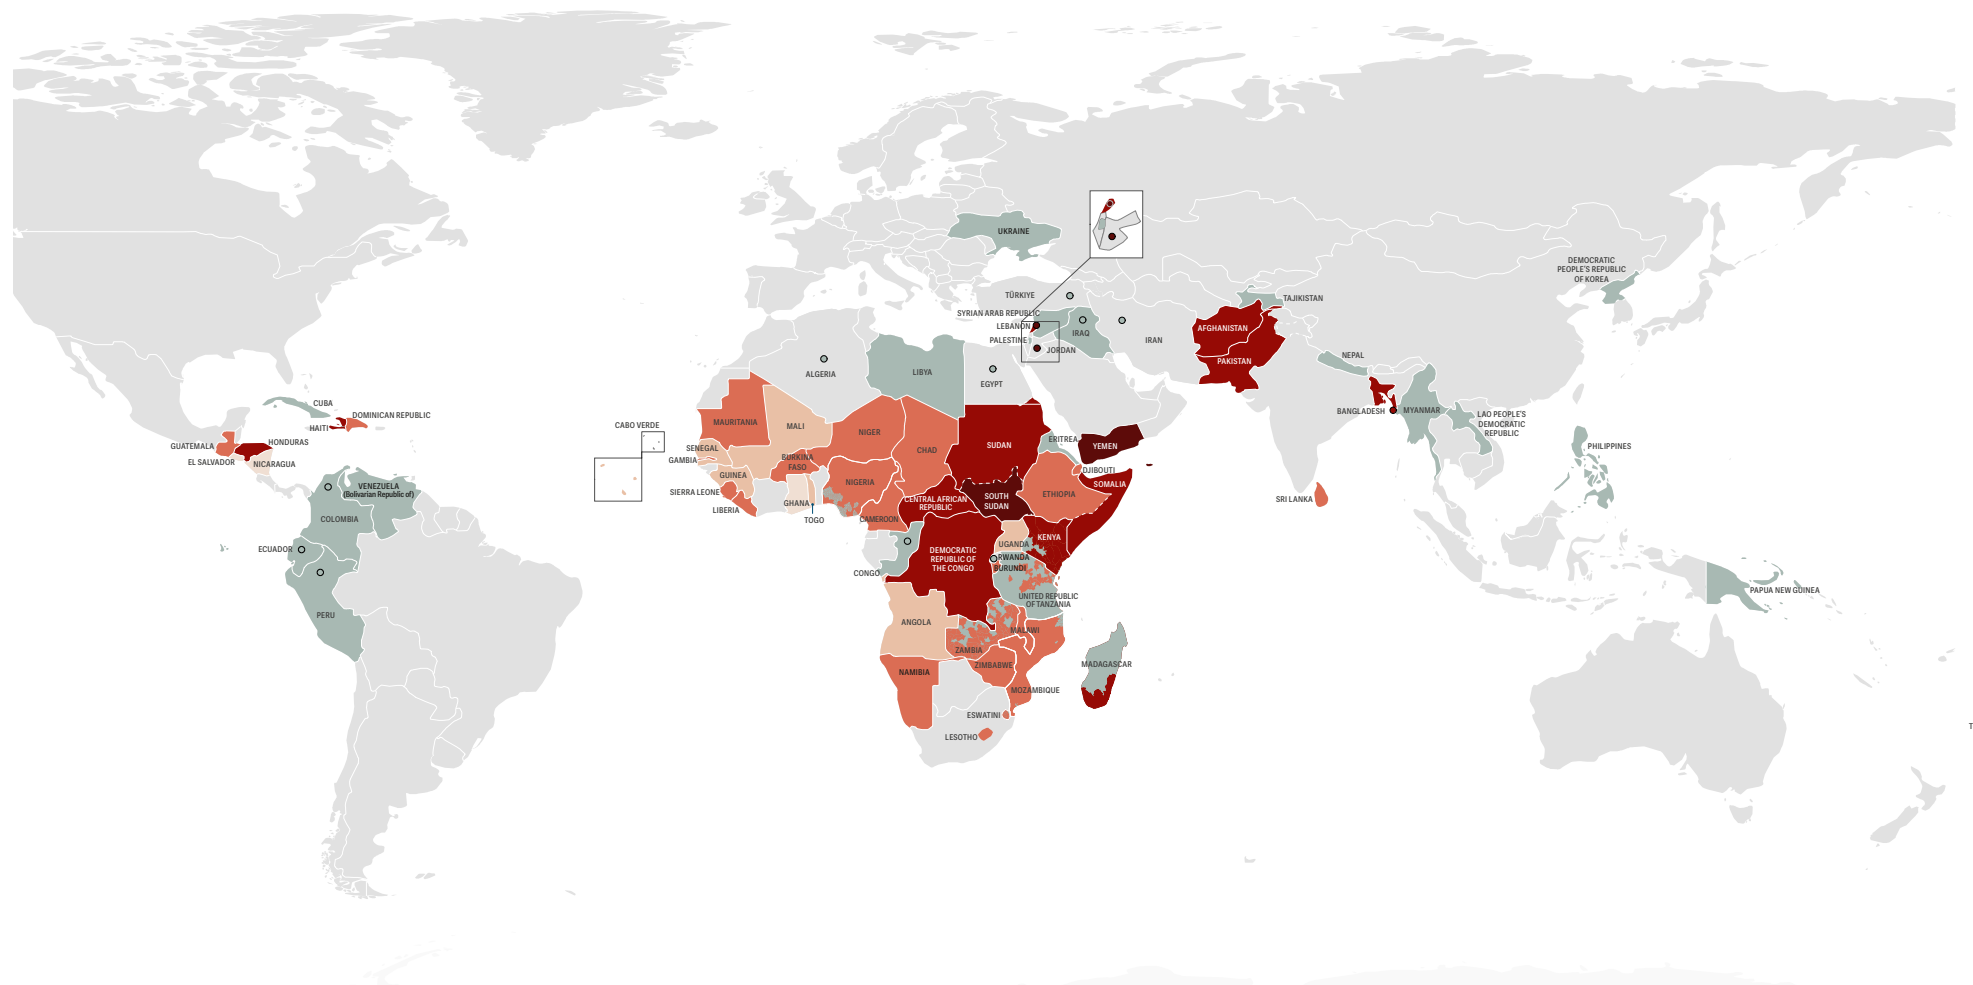 UKRAINE
DEMOCRATIC
PEOPLE'S REPUBLIC
OF KOREA
TÜRKIYE
TAJIKISTAN
SYRIAN ARAB REPUBLIC
LEBANON
AFGHANISTAN
IRAQ
PALESTINE
IRAN
JORDAN
NEPAL
PAKISTAN
ALGERIA
LIBYA
EGYPT
CUBA
DOMINICAN REPUBLIC
HAITI
BANGLADESH
MYANMAR
LAO PEOPLE'S
DEMOCRATIC
REPUBLIC
CABO VERDE
MAURITANIA
MALI
NIGER
CHAD
SUDAN
ERITREA
YEMEN
GUATEMALA
HONDURAS
EL SALVADOR
NICARAGUA
PHILIPPINES
SENEGAL
GAMBIA
BURKINA
FASO
DJIBOUTI
GUINEA
NIGERIA
SOMALIA
VENEZUELA
(Bolivarian Republic of)
SIERRA LEONE
LIBERIA
GHANA
TOGO
CAMEROON
CENTRAL AFRICAN
REPUBLIC
SOUTH
SUDAN
ETHIOPIA
SRI LANKA
COLOMBIA
ECUADOR
PERU
UGANDA
KENYA
DEMOCRATIC
REPUBLIC OF
THE CONGO
RWANDA
BURUNDI
CONGO
UNITED REPUBLIC
OF TANZANIA
PAPUA NEW GUINEA
ANGOLA
MALAWI
ZAMBIA
ZIMBABWE
MADAGASCAR
NAMIBIA
MOZAMBIQUE
ESWATINI
LESOTHO
T